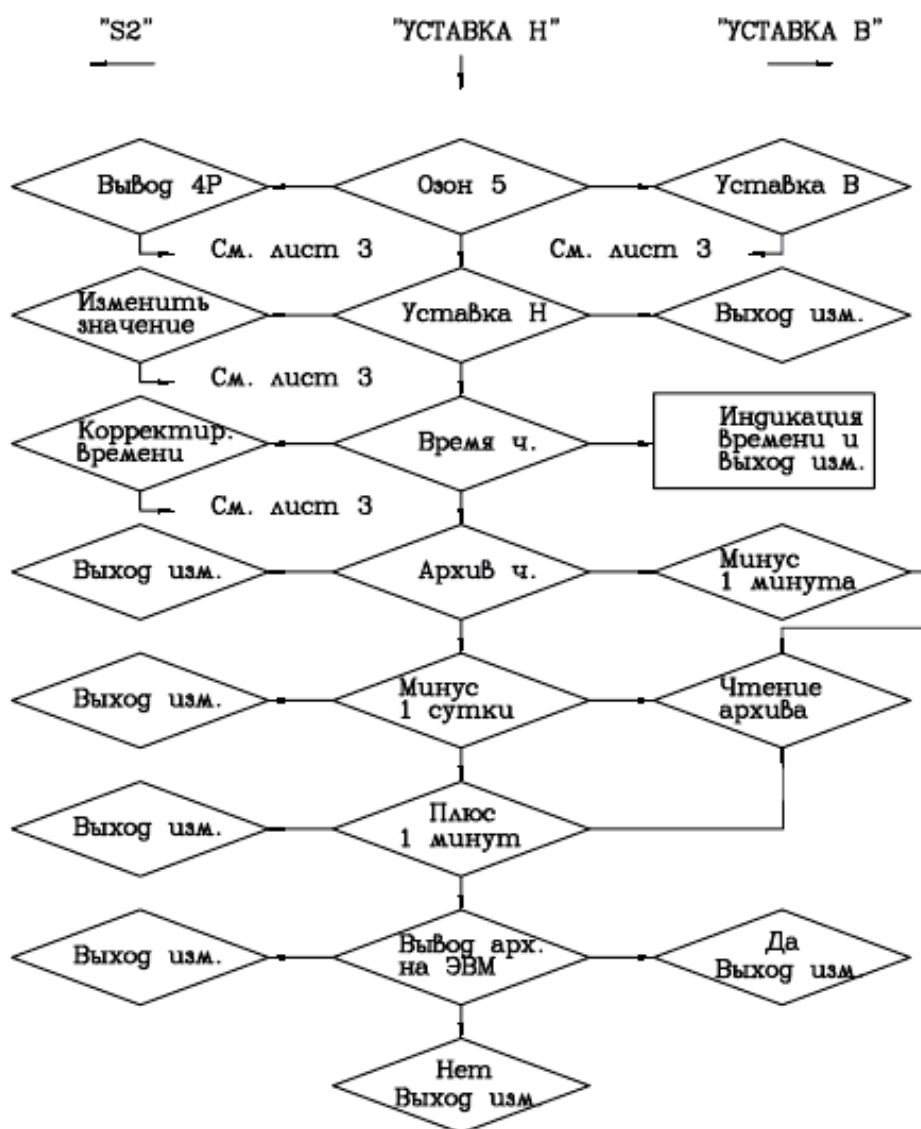 "S2"
"УСТАВКА Н"
"УСТАВКА В"
Вывод 4Р
Озон 5
Уставка В
См. лист 3
См. лист 3
Изменить
значение
Уставка Н
Выход изм.
См. лист 3
Корректир.
времени
Время ч.
Индикация
времени и
выход изм.
См. лист 3
Выход изм.
Архив ч.
Минус
1 минута
Выход изм.
Минус
1 сутки
Чтение
архива
Выход изм.
Плюс
1 минут
Выход изм.
Вывод арх.
на ЭВМ
Да
Выход изм.
Нет
Выход изм.